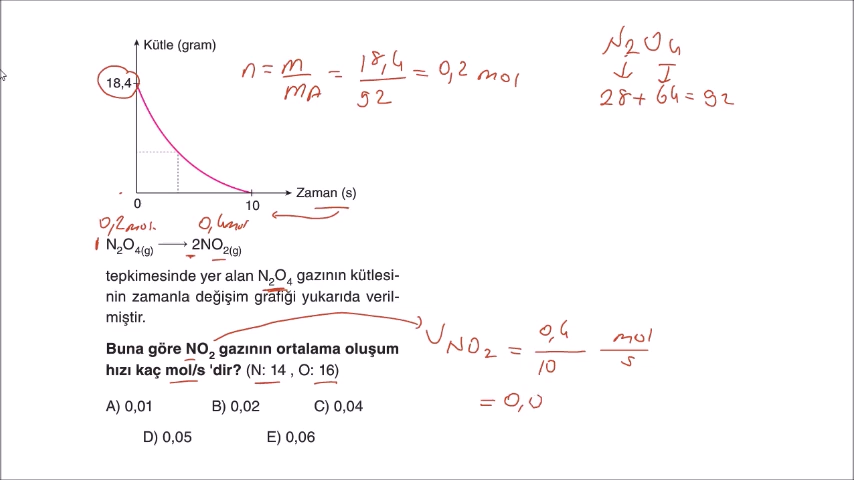 Kütle (gram)
18,4
0
10
Zaman (s)
n = m/MA = 18,4/92 = 0,2 mol
N2O4
28 + 64 = 92
0,2 mol 0,4 mol
1 N₂O₄(g) → 2NO₂(g)
tepkimesinde yer alan N₂O₄ gazının kütlesi-
nin zamanla değişim grafiği yukarıda veril-
miştir.
Buna göre NO₂ gazının ortalama oluşum
hızı kaç mol/s 'dir? (N: 14 , O: 16)
VNO2 = 0,4/10 mol/s
= 0,0
A) 0,01 B) 0,02 C) 0,04
D) 0,05 E) 0,06